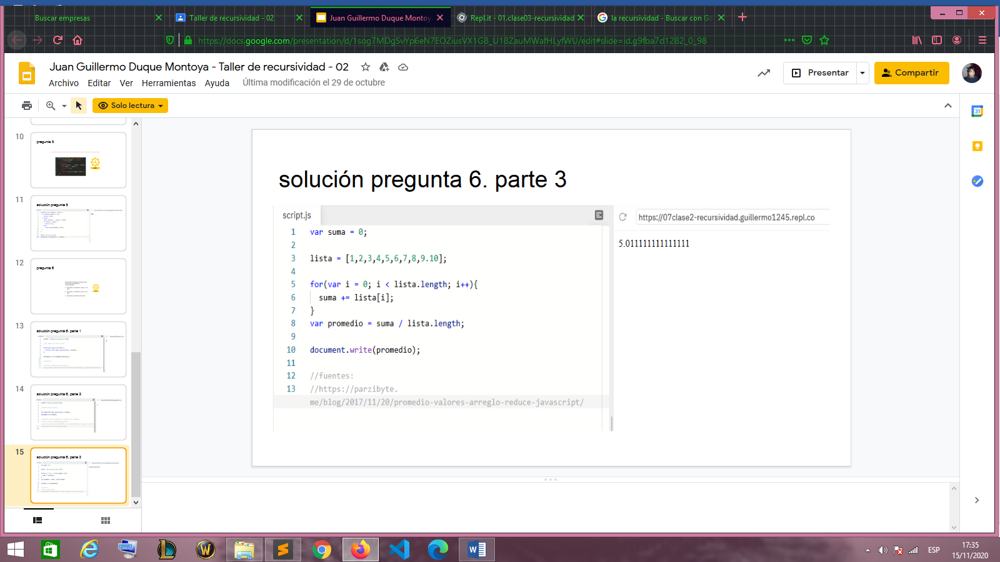 Buscar empresas
Taller de recursividad - 02
Juan Guillermo Duque Montoy
Repl.it - 01.clase03-recursividad
la recursividad - Buscar con Go
https://docs.google.com/presentation/d/1sog7MDgSvYp6eN7EOZiusVX1G8_U18ZauMWafHLyfWU/edit#slide=id.g9fba7d1282_0_98
Juan Guillermo Duque Montoya - Taller de recursividad - 02
Archivo Editar Ver Herramientas Ayuda Última modificación el 29 de octubre
Presentar
Compartir
Solo lectura
31
10
pregunta 5
11
solución pregunta 5
12
pregunta 6
13
solución pregunta 6. parte 1
14
solución pregunta 6. parte 2
15
solución pregunta 6. parte 3
solución pregunta 6. parte 3
script.js
1 var suma = 0;
2
3 lista = [1,2,3,4,5,6,7,8,9.10];
4
5 for(var i = 0; i < lista.length; i++){
6 suma += lista[i];
7 }
8 var promedio = suma / lista.length;
9
10 document.write(promedio);
11
12 //fuentes:
13 //https://parzibyte.
me/blog/2017/11/20/promedio-valores-arreglo-reduce-javascript/
https://07clase2-recursividad.guillermo1245.repl.co
5.011111111111111
ESP
17:35
15/11/2020